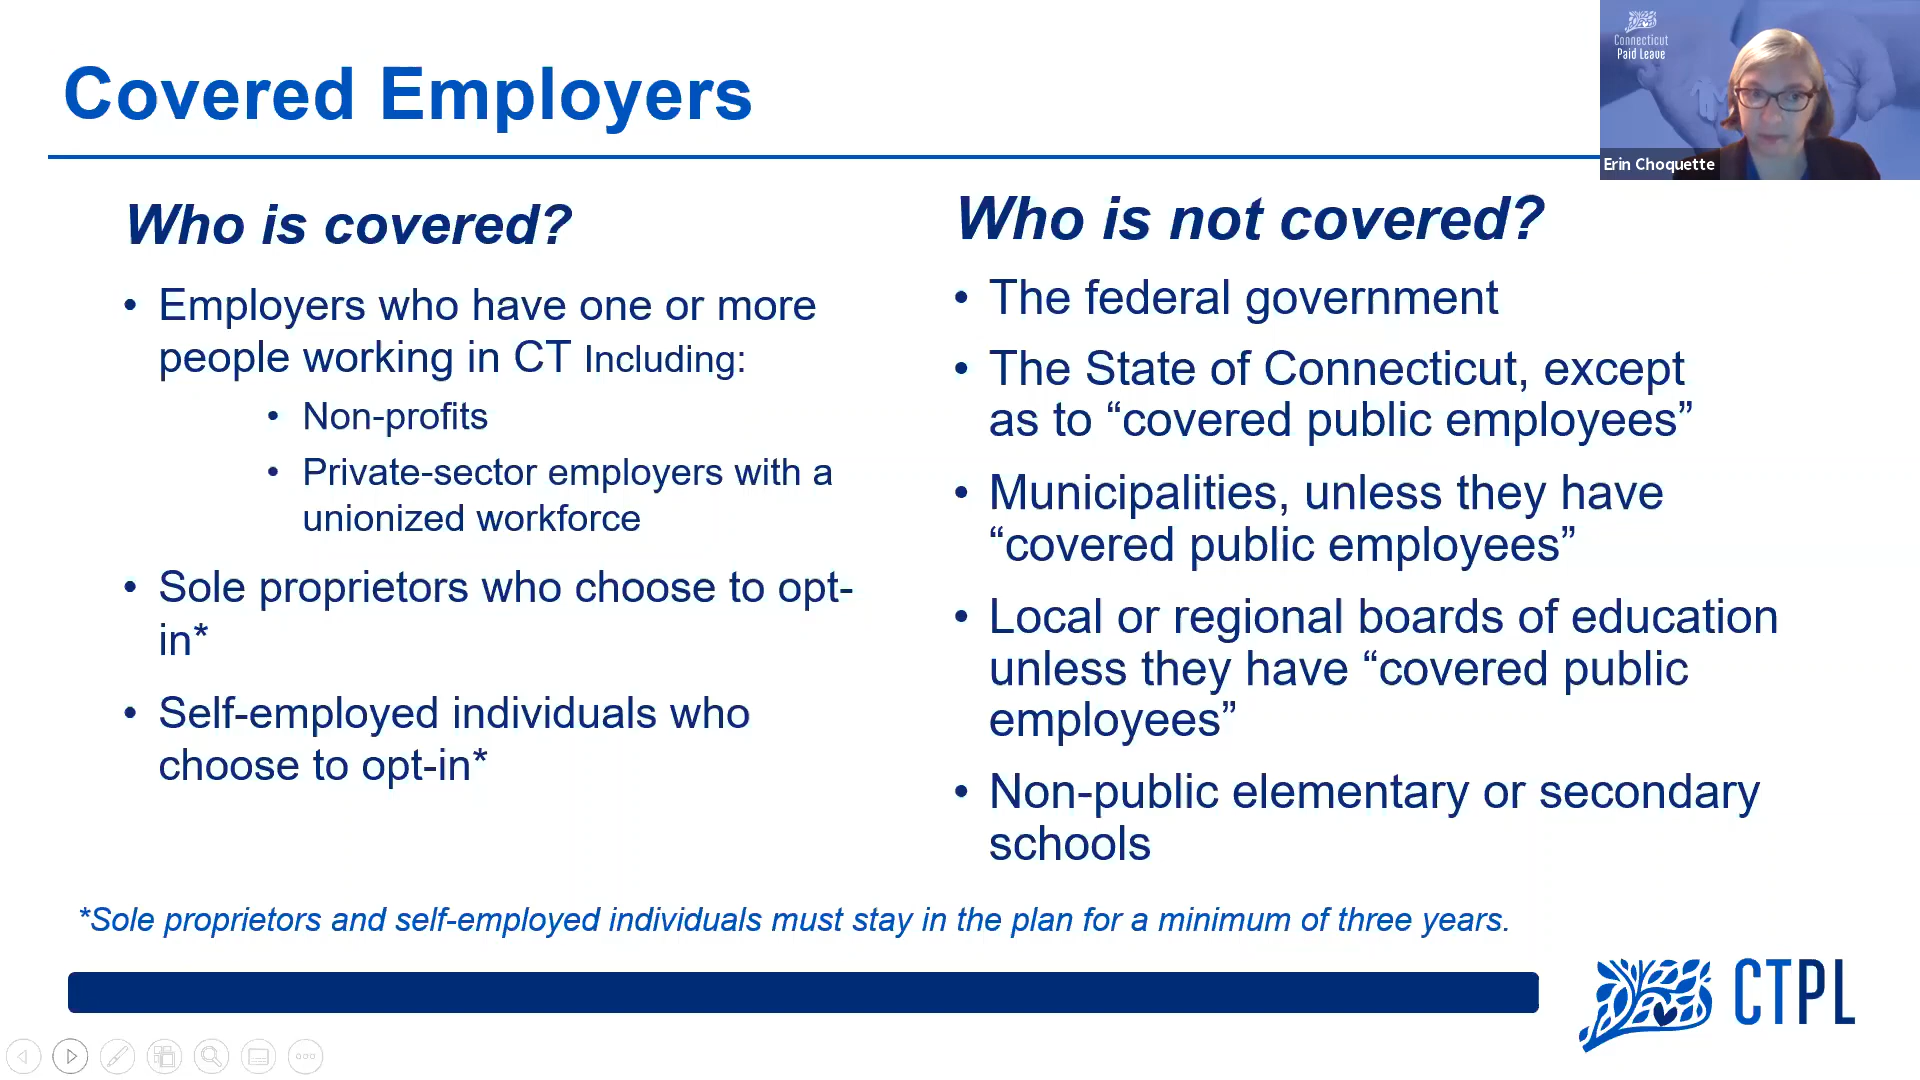 Covered Employers
Connecticut
Paid Leave
Erin Choquette
Who is covered?
• Employers who have one or more
people working in CT Including:
• Non-profits
• Private-sector employers with a
unionized workforce
• Sole proprietors who choose to opt-
in*
• Self-employed individuals who
choose to opt-in*
Who is not covered?
• The federal government
• The State of Connecticut, except
as to “covered public employees”
• Municipalities, unless they have
“covered public employees”
• Local or regional boards of education
unless they have “covered public
employees”
• Non-public elementary or secondary
schools
*Sole proprietors and self-employed individuals must stay in the plan for a minimum of three years.
CTPL